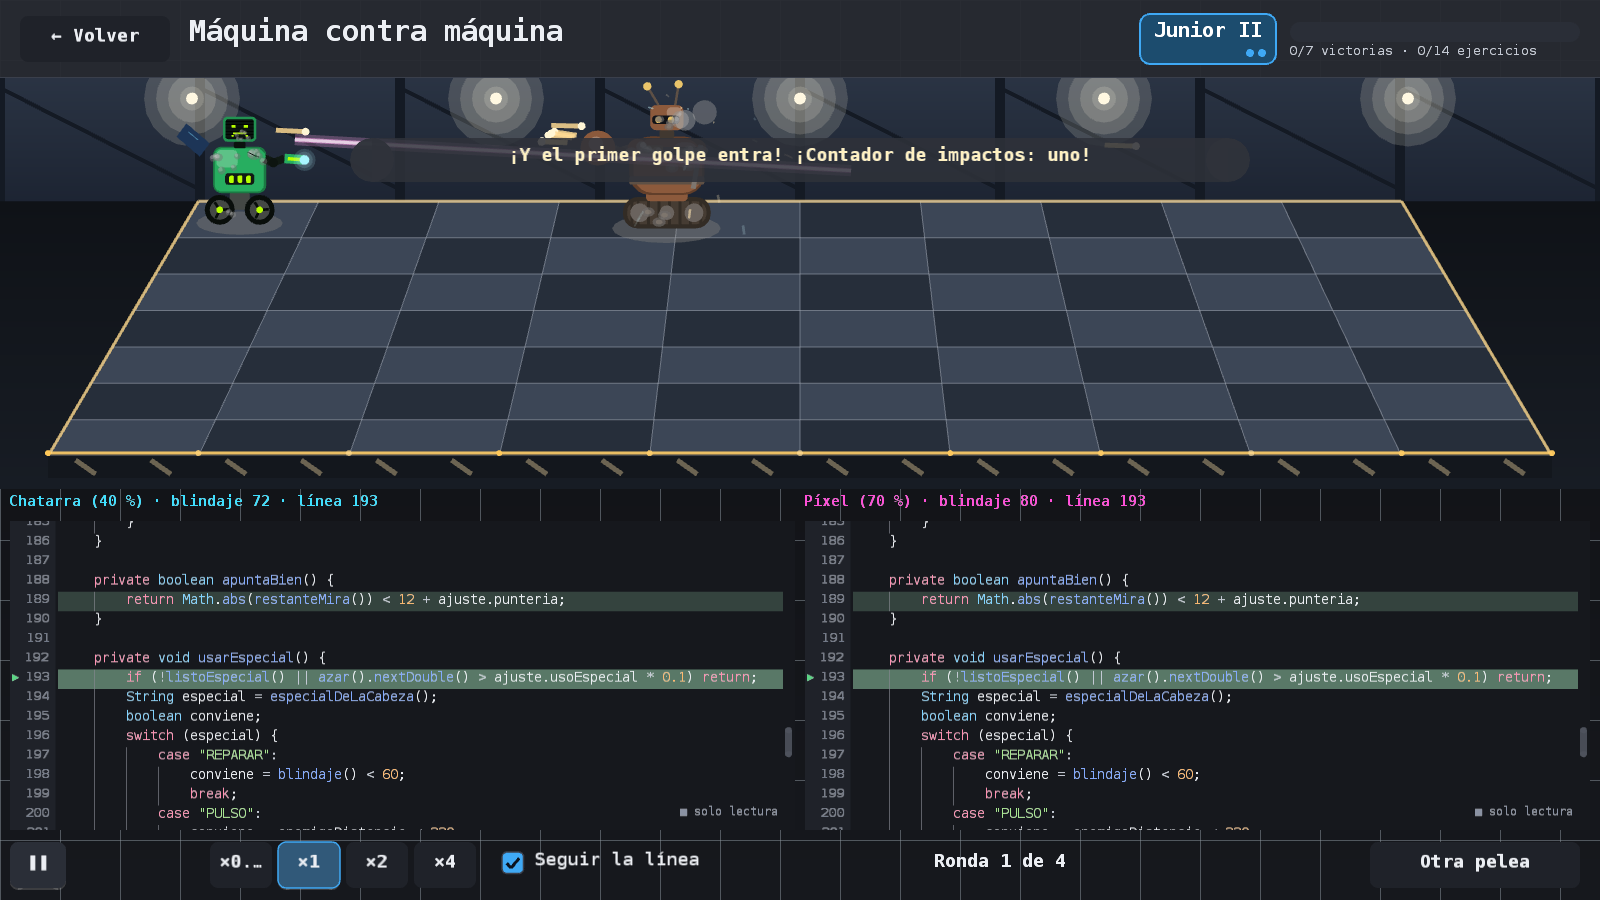 ← Volver
Máquina contra máquina
Junior II
0/7 victorias · 0/14 ejercicios
¡Y el primer golpe entra! ¡Contador de impactos: uno!
Chatarra (40 %) · blindaje 72 · línea 193
185 }
186 }
187
188 private boolean apuntaBien() {
189 return Math.abs(restanteMira()) < 12 + ajuste.punteria;
190 }
191
192 private void usarEspecial() {
193 if (!listoEspecial() || azar().nextDouble() > ajuste.usoEspecial * 0.1) return;
194 String especial = especialDeLaCabeza();
195 boolean conviene;
196 switch (especial) {
197 case "REPARAR":
198 conviene = blindaje() < 60;
199 break;
200 case "PULSO":
solo lectura
Píxel (70 %) · blindaje 80 · línea 193
185 }
186 }
187
188 private boolean apuntaBien() {
189 return Math.abs(restanteMira()) < 12 + ajuste.punteria;
190 }
191
192 private void usarEspecial() {
193 if (!listoEspecial() || azar().nextDouble() > ajuste.usoEspecial * 0.1) return;
194 String especial = especialDeLaCabeza();
195 boolean conviene;
196 switch (especial) {
197 case "REPARAR":
198 conviene = blindaje() < 60;
199 break;
200 case "PULSO":
solo lectura
×0.…
×1
×2
×4
Seguir la línea
Ronda 1 de 4
Otra pelea